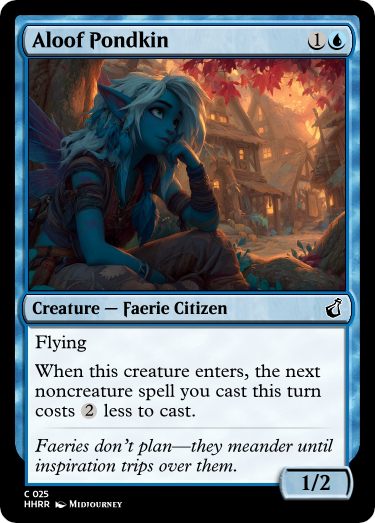 Aloof Pondkin 1
Creature — Faerie Citizen
Flying
When this creature enters, the next
noncreature spell you cast this turn
costs 2 less to cast.
Faeries don't plan—they meander until
inspiration trips over them.
1/2
C 025
HHRR Midjourney